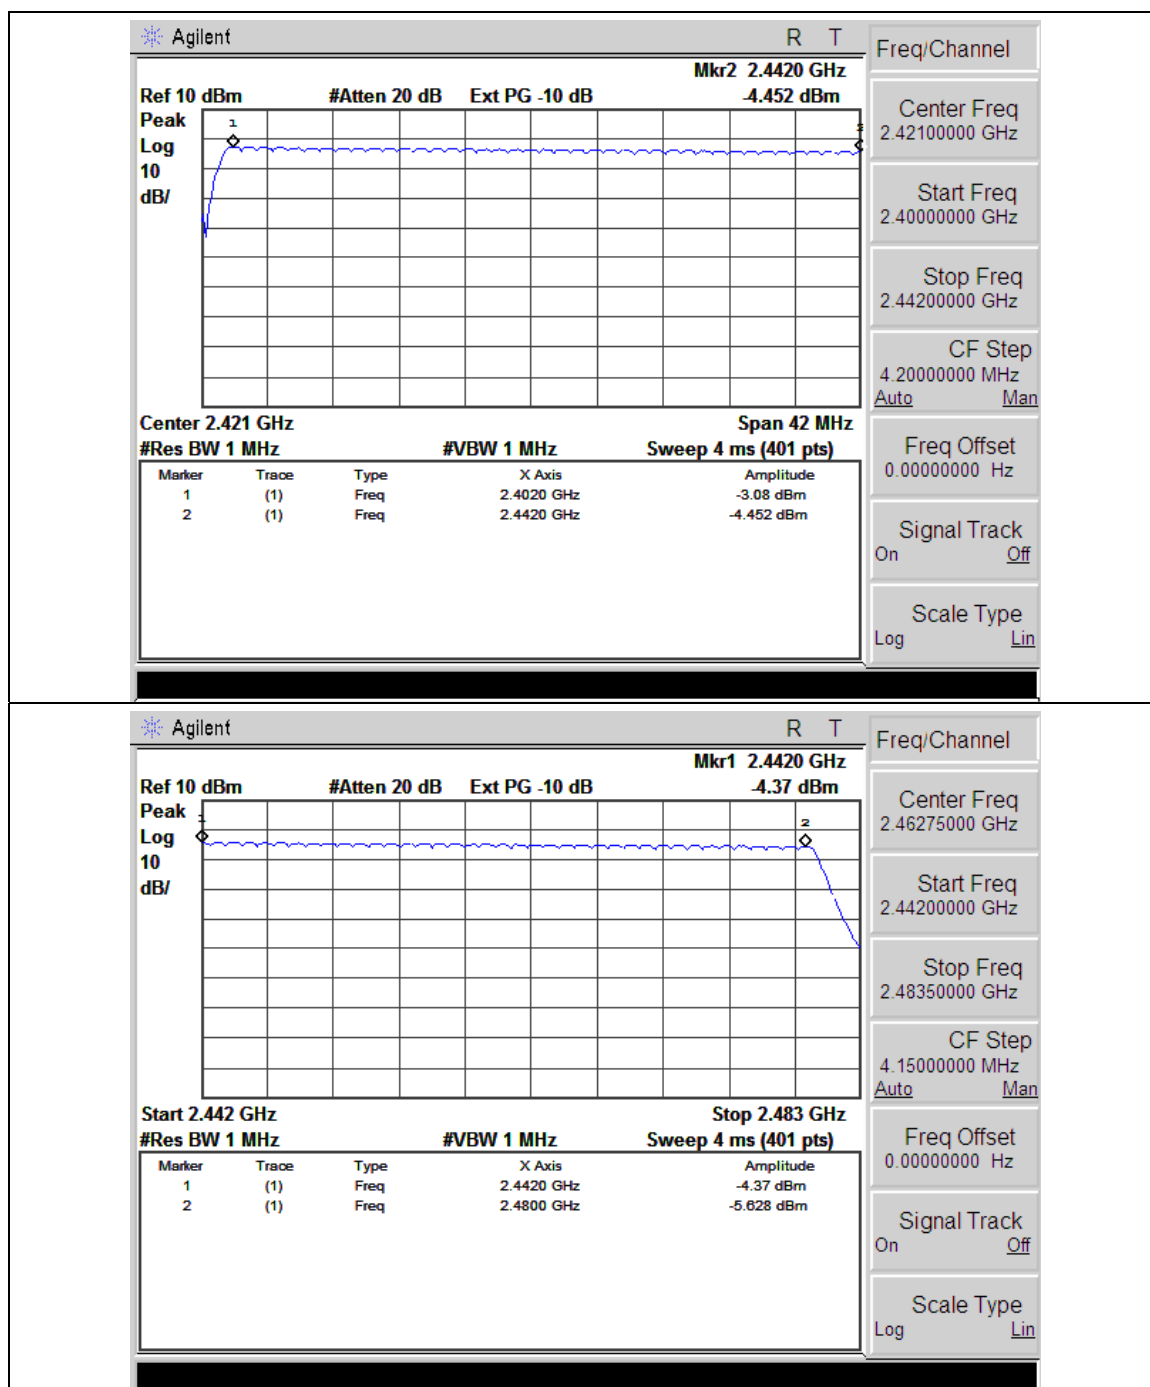 Agilent R T
Freq/Channel
Mkr2 2.4420 GHz
Ref 10 dBm #Atten 20 dB Ext PG -10 dB -4.452 dBm
Peak
Log
10
dB/
1
2
Center Freq
2.42100000 GHz
Start Freq
2.40000000 GHz
Stop Freq
2.44200000 GHz
CF Step
4.20000000 MHz
Auto Man
Freq Offset
0.00000000 Hz
Signal Track
On Off
Scale Type
Log Lin
Center 2.421 GHz Span 42 MHz
#Res BW 1 MHz #VBW 1 MHz Sweep 4 ms (401 pts)
Marker Trace Type X Axis Amplitude
1 (1) Freq 2.4020 GHz -3.08 dBm
2 (1) Freq 2.4420 GHz -4.452 dBm
Agilent R T
Freq/Channel
Mkr1 2.4420 GHz
Ref 10 dBm #Atten 20 dB Ext PG -10 dB -4.37 dBm
Peak
Log
10
dB/
1
2
Center Freq
2.46275000 GHz
Start Freq
2.44200000 GHz
Stop Freq
2.48350000 GHz
CF Step
4.15000000 MHz
Auto Man
Freq Offset
0.00000000 Hz
Signal Track
On Off
Scale Type
Log Lin
Start 2.442 GHz Stop 2.483 GHz
#Res BW 1 MHz #VBW 1 MHz Sweep 4 ms (401 pts)
Marker Trace Type X Axis Amplitude
1 (1) Freq 2.4420 GHz -4.37 dBm
2 (1) Freq 2.4800 GHz -5.628 dBm